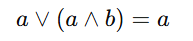 a ∨ (a ∧ b) = a